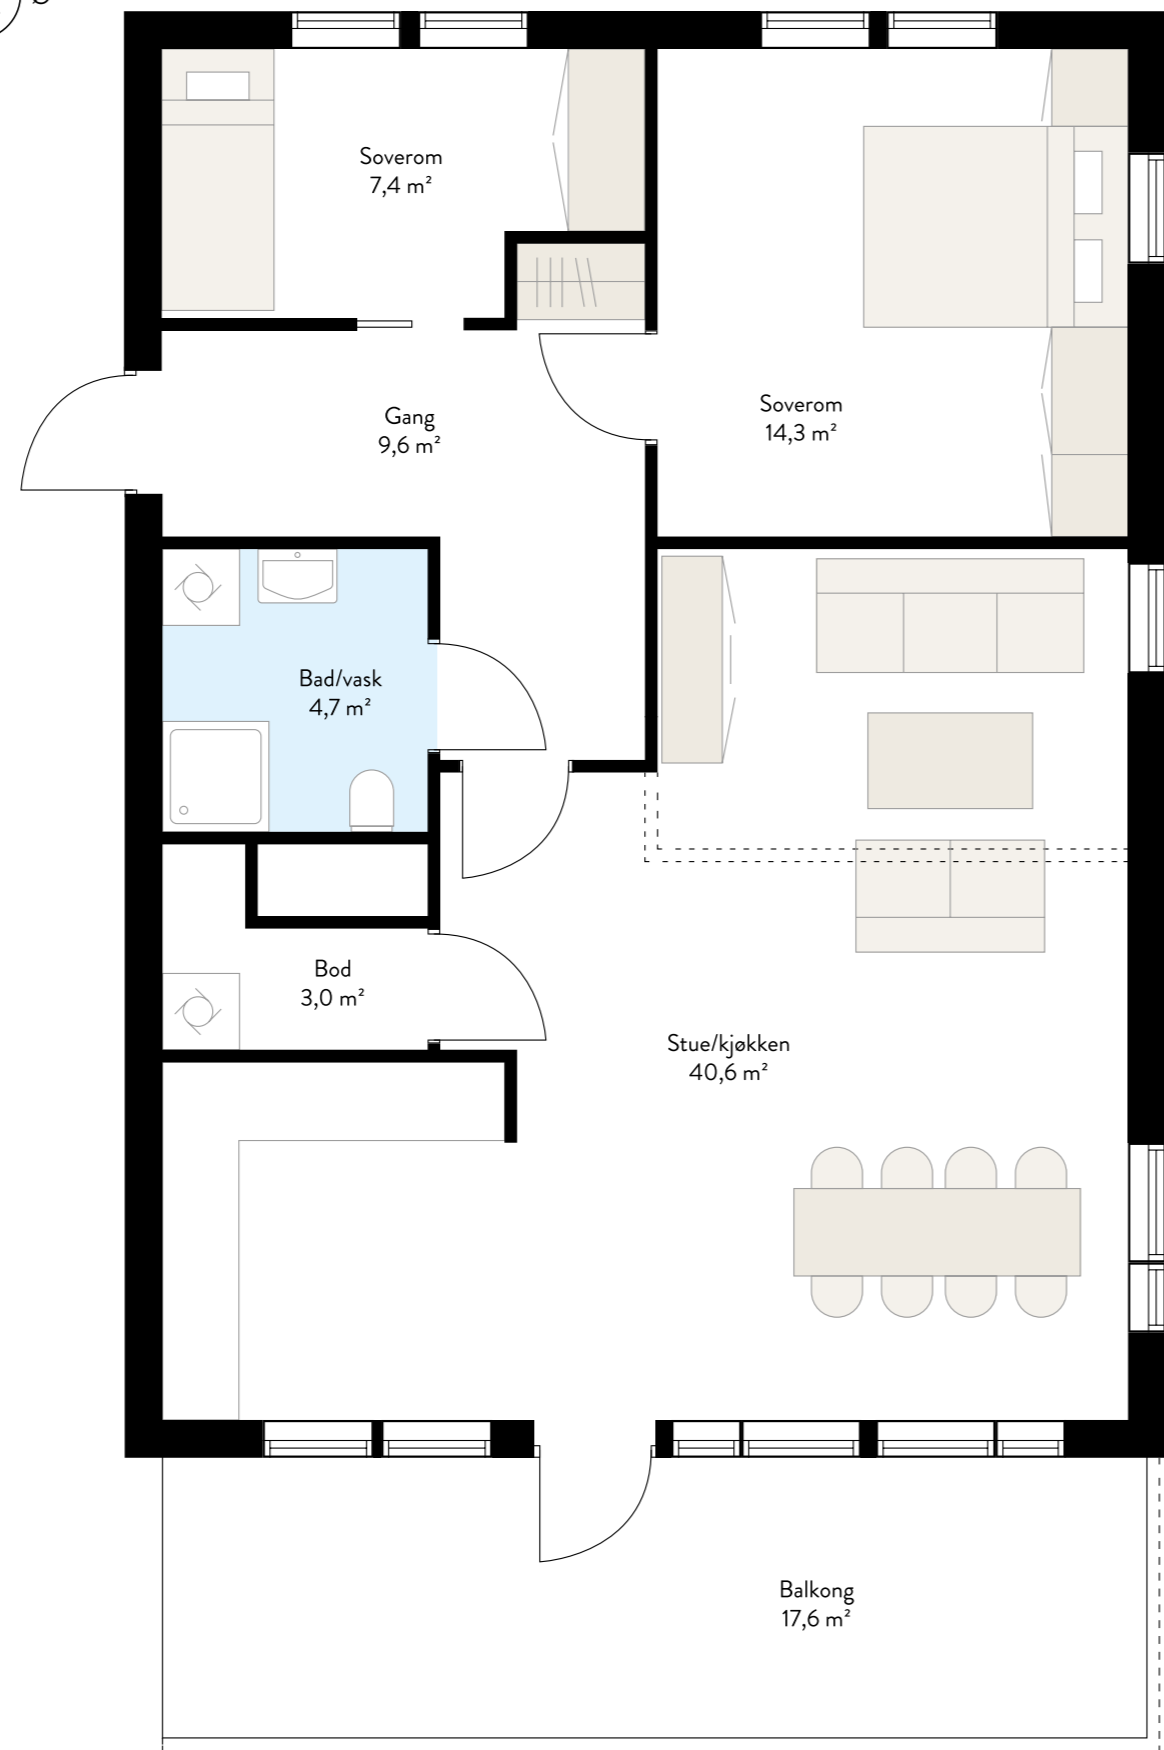 Ø
Soverom
7,4 m²
Soverom
14,3 m²
Gang
9,6 m²
Bad/vask
4,7 m²
Bod
3,0 m²
Stue/kjøkken
40,6 m²
Balkong
17,6 m²